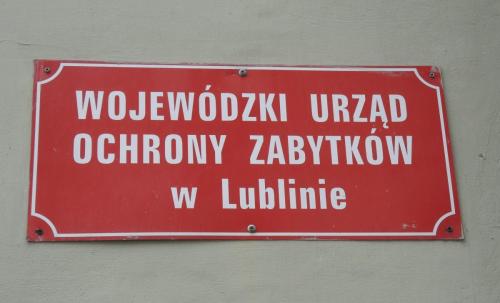 WOJEWÓDZKI URZĄD
OCHRONY ZABYTKÓW
w Lublinie